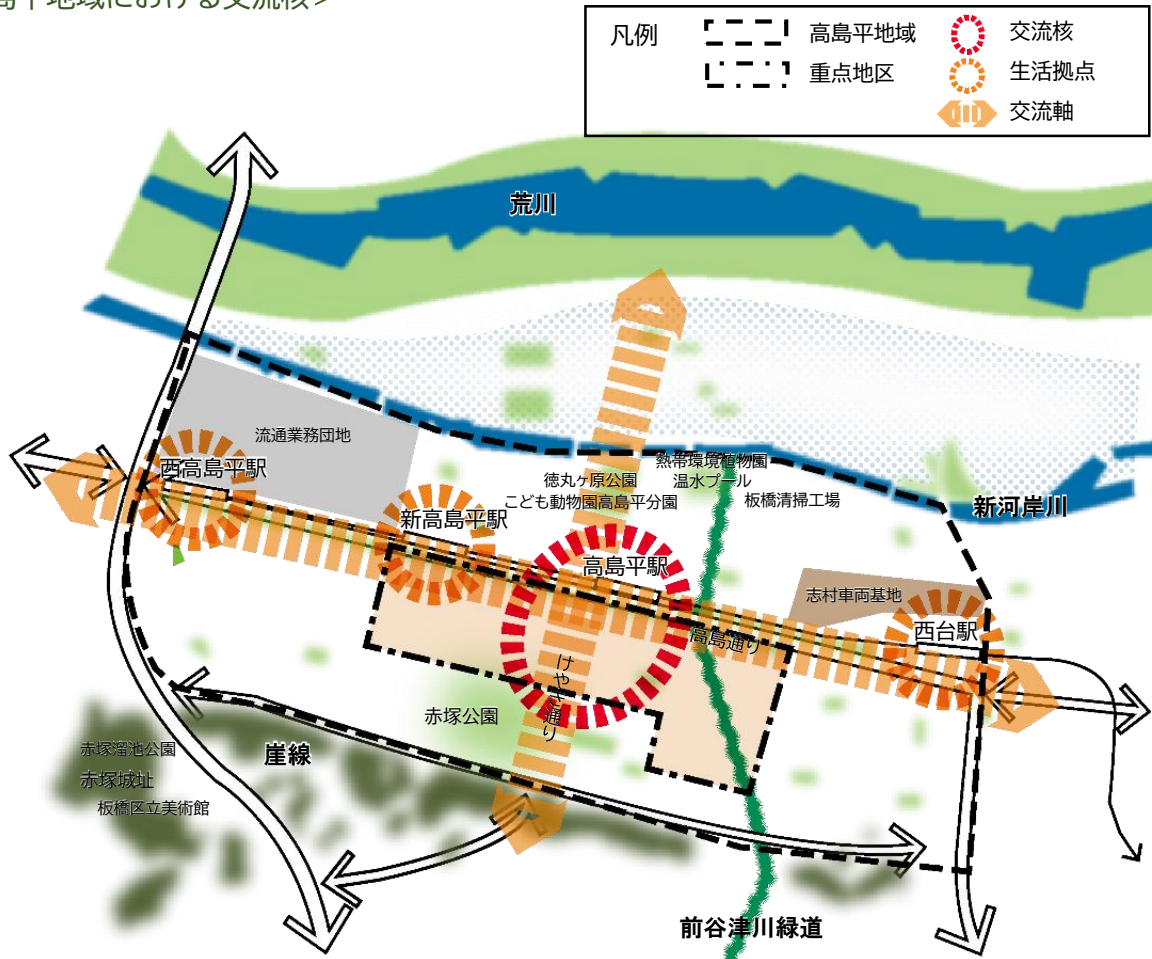 高島平地域における交流核＞
凡例
高島平地域
交流核
重点地区
生活拠点
交流軸
荒川
流通業務団地
西高島平駅
新高島平駅
徳丸ヶ原公園
こども動物園高島平分園
熱帯環境植物園
温水プール
板橋清掃工場
新河岸川
高島平駅
志村車両基地
西台駅
高島通り
けやき通り
赤塚公園
崖線
赤塚溜池公園
赤塚城址
板橋区立美術館
前谷津川緑道